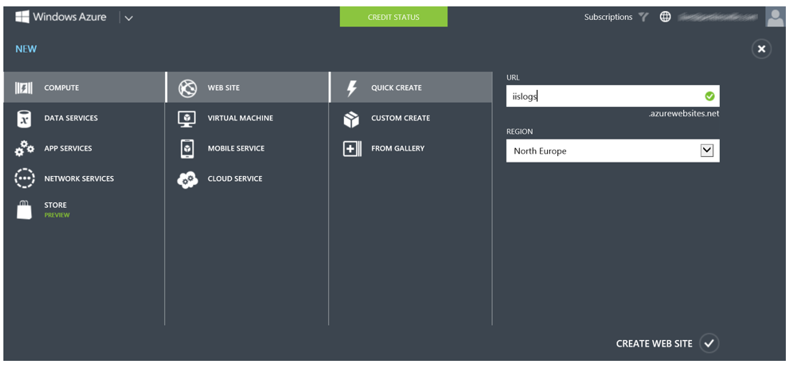 Windows Azure
CREDIT STATUS
Subscriptions
NEW
COMPUTE
DATA SERVICES
APP SERVICES
NETWORK SERVICES
STORE
PREVIEW
WEB SITE
VIRTUAL MACHINE
MOBILE SERVICE
CLOUD SERVICE
QUICK CREATE
CUSTOM CREATE
FROM GALLERY
URL
iislogs
.azurewebsites.net
REGION
North Europe
CREATE WEB SITE